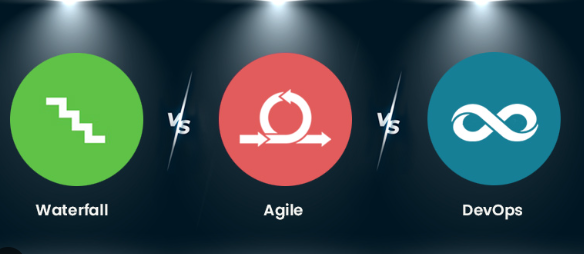 VS
VS
Waterfall
Agile
DevOps